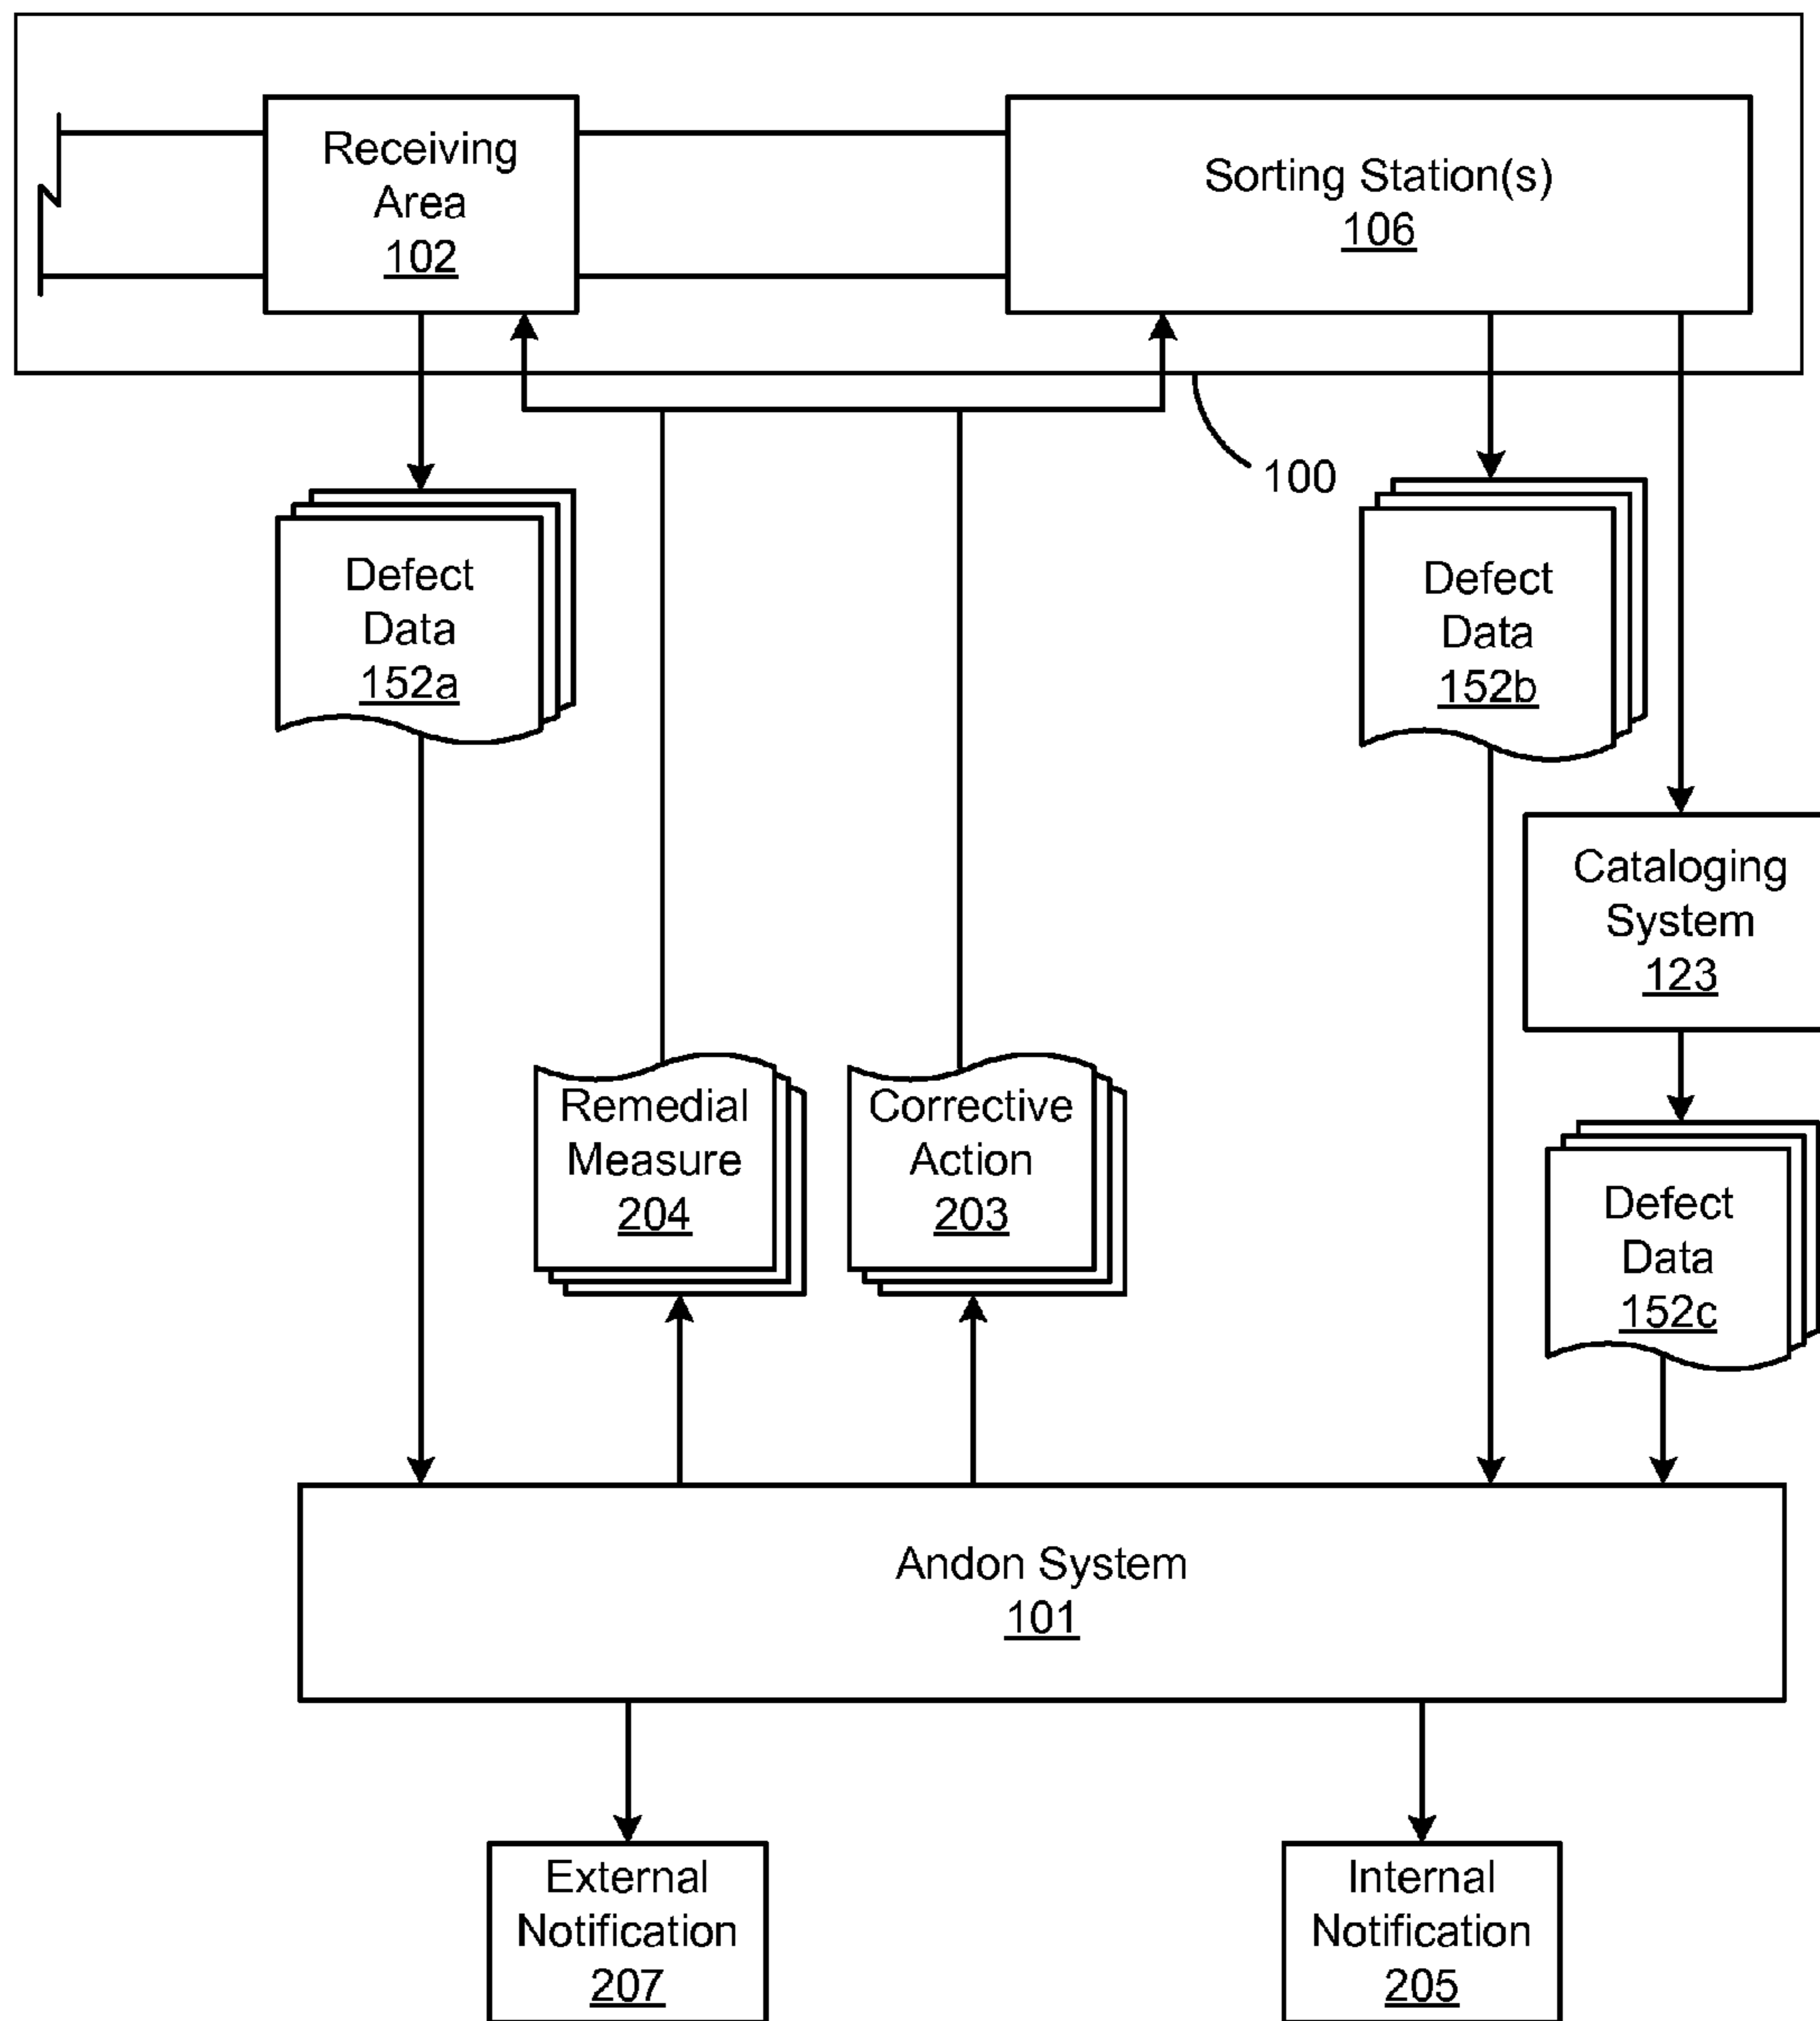 Receiving
Area
102
Sorting Station(s)
106
100
Defect
Data
152a
Defect
Data
152b
Cataloging
System
123
Remedial
Measure
204
Corrective
Action
203
Defect
Data
152c
Andon System
101
External
Notification
207
Internal
Notification
205